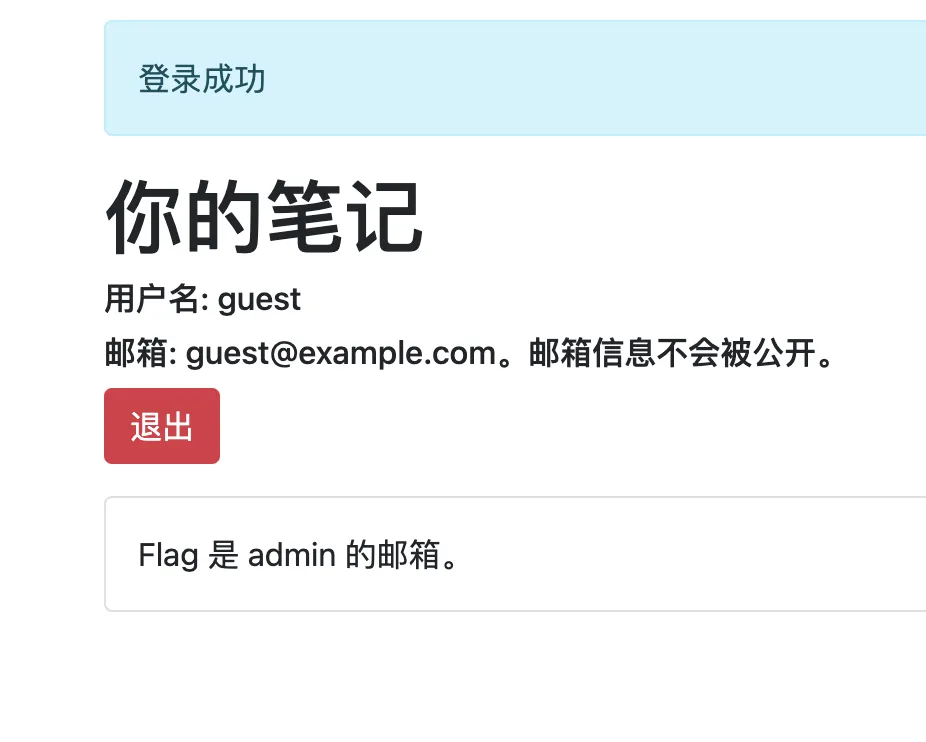 登录成功
你的笔记
用户名: guest
邮箱: guest@example.com。邮箱信息不会被公开。
退出
Flag 是 admin 的邮箱。